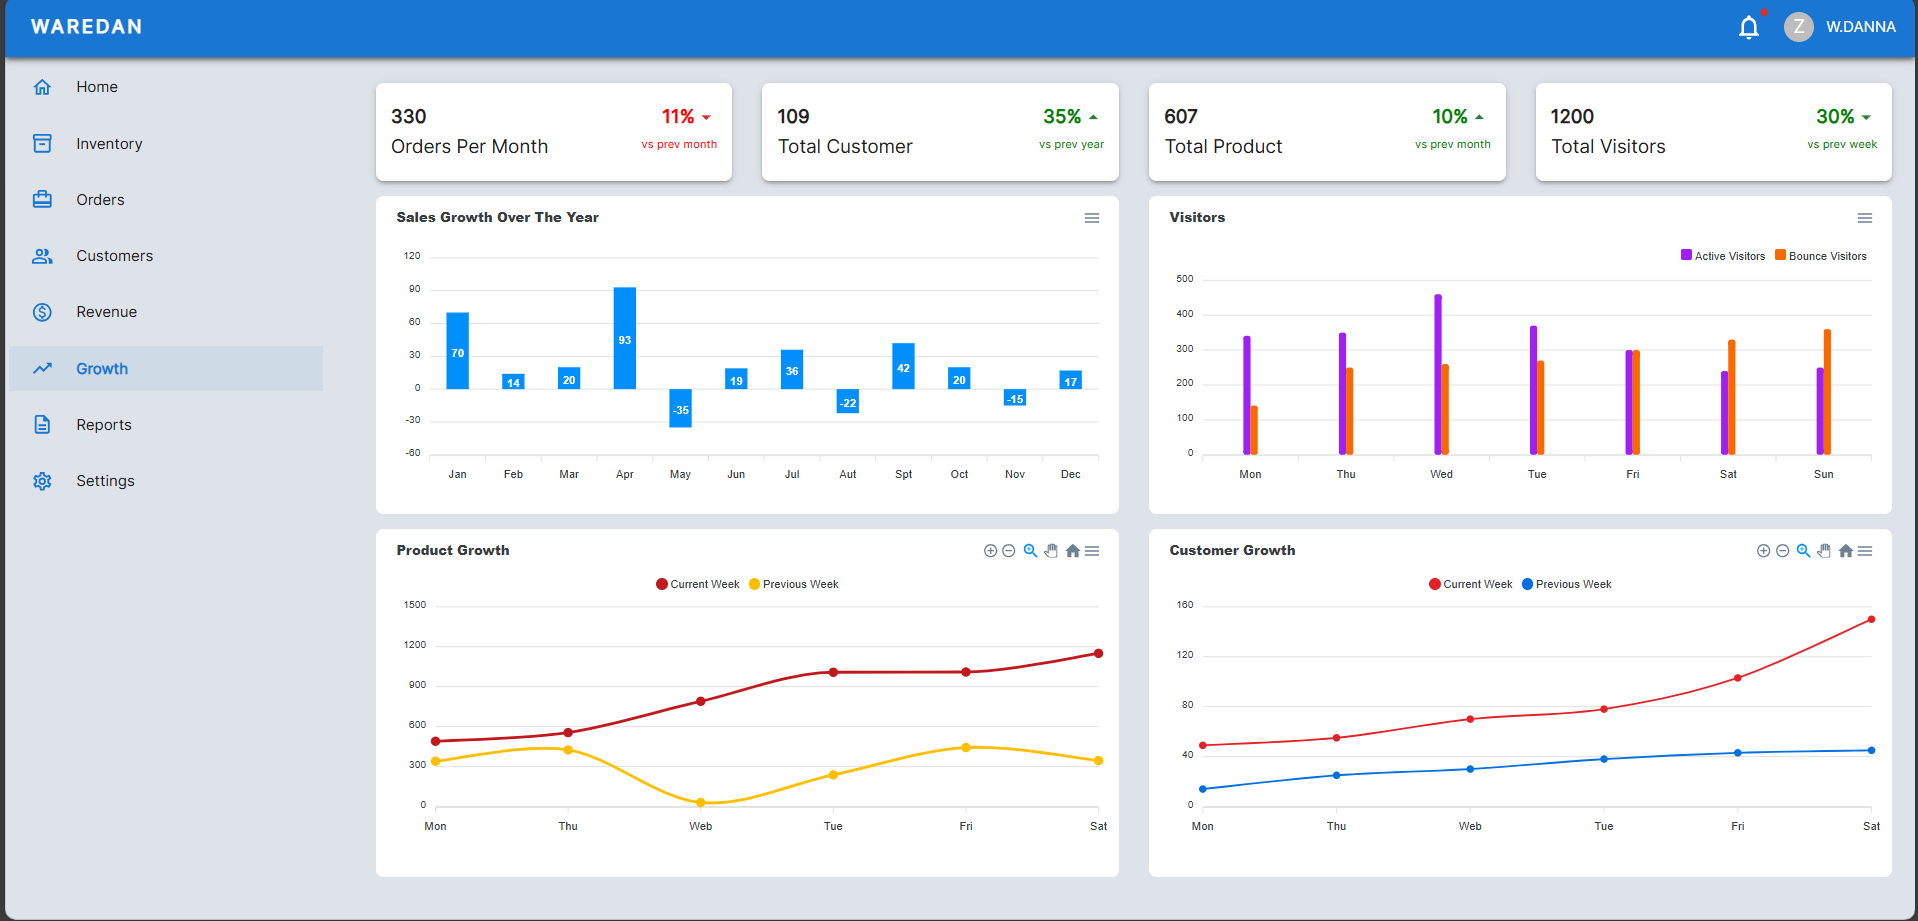 WAREDAN
Z W.DANNA
Home
Inventory
Orders
Customers
Revenue
Growth
Reports
Settings
330 11%
Orders Per Month vs prev month
109 35%
Total Customer vs prev year
607 10%
Total Product vs prev month
1200 30%
Total Visitors vs prev week
Sales Growth Over The Year
120
90
60
30
0
-30
-60
70 14 20 93 -35 19 36 -22 42 20 -15 17
Jan Feb Mar Apr May Jun Jul Aut Spt Oct Nov Dec
Visitors
Active Visitors Bounce Visitors
500
400
300
200
100
0
Mon Thu Wed Tue Fri Sat Sun
Product Growth
Current Week Previous Week
1500
1200
900
600
300
0
Mon Thu Web Tue Fri Sat
Customer Growth
Current Week Previous Week
160
120
80
40
0
Mon Thu Web Tue Fri Sat